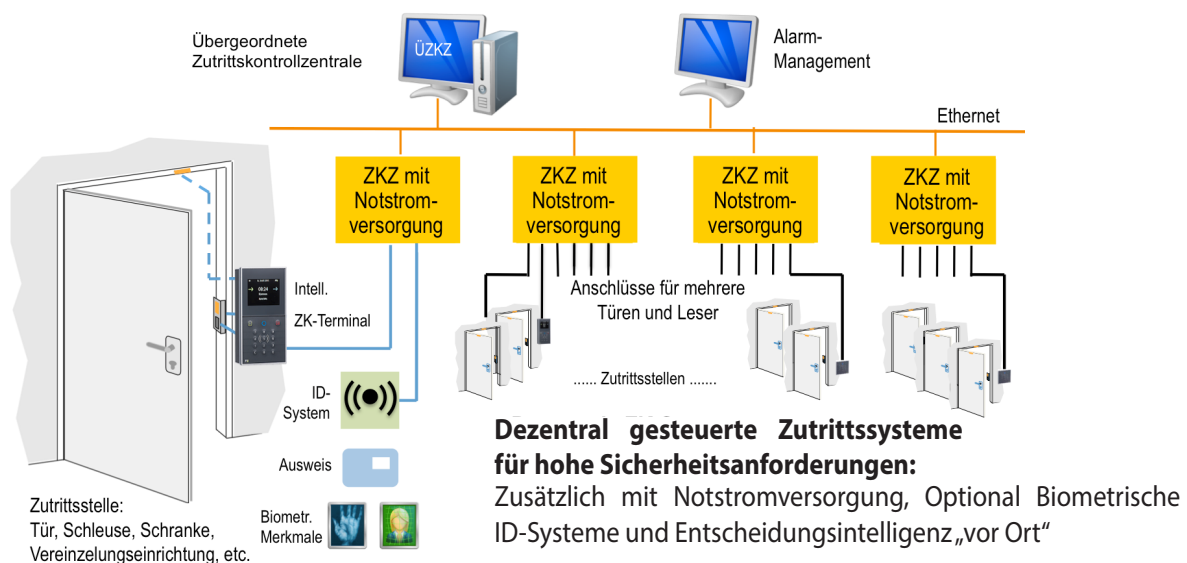 Übergeordnete
Zutrittskontrollzentrale
ÜZKZ
Alarm-
Management
Ethernet
ZKZ mit
Notstrom-
versorgung
ZKZ mit
Notstrom-
versorgung
ZKZ mit
Notstrom-
versorgung
ZKZ mit
Notstrom-
versorgung
Intell.
ZK-Terminal
Anschlüsse für mehrere
Türen und Leser
...... Zutrittsstellen .......
ID-
System
Ausweis
Biometr.
Merkmale
Zutrittsstelle:
Tür, Schleuse, Schranke,
Vereinzelungseinrichtung, etc.
Dezentral gesteuerte Zutrittssysteme
für hohe Sicherheitsanforderungen:
Zusätzlich mit Notstromversorgung, Optional Biometrische
ID-Systeme und Entscheidungsintelligenz „vor Ort“